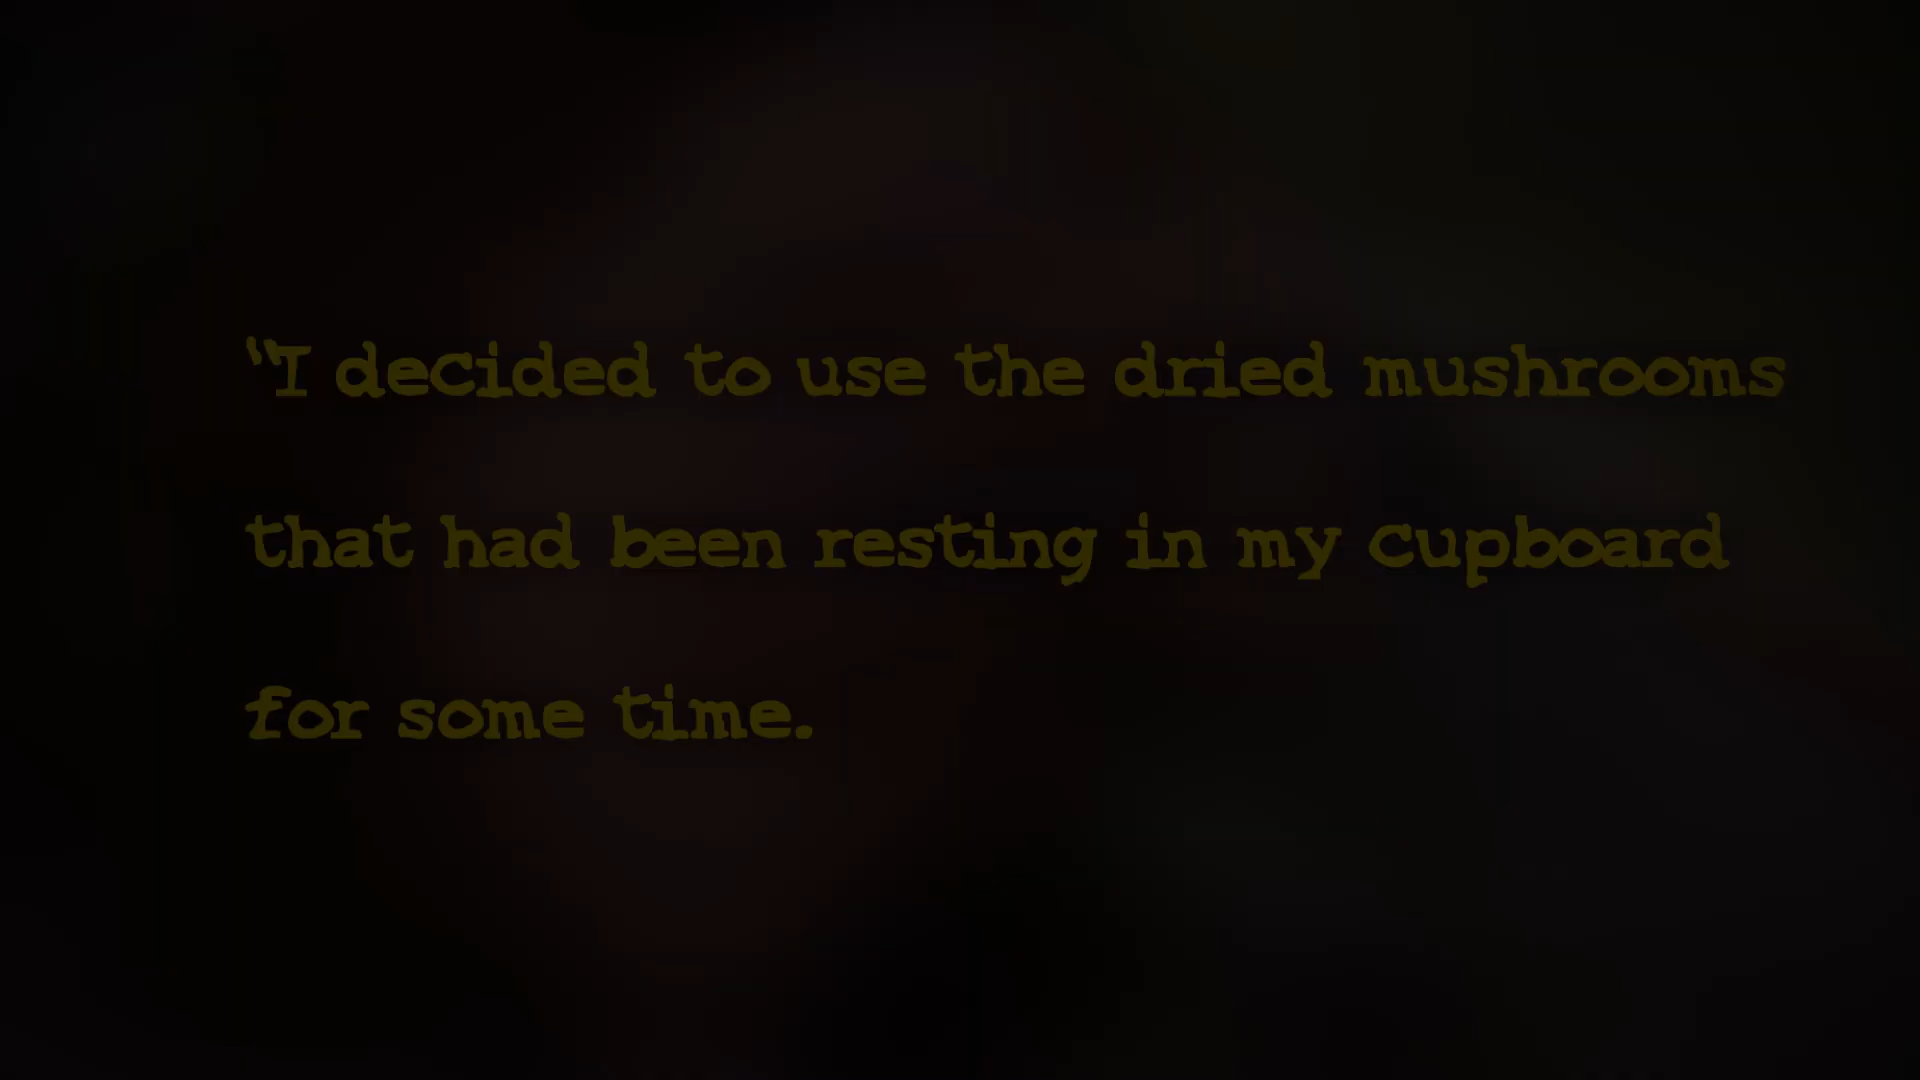 “I decided to use the dried mushrooms
that had been resting in my cupboard
for some time.